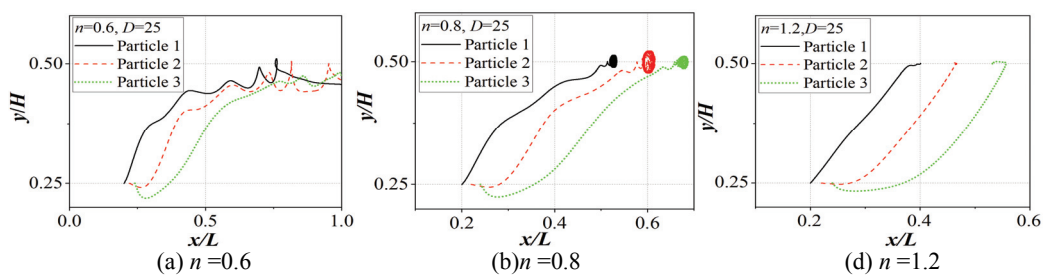 n=0.6, D=25
Particle 1
Particle 2
Particle 3
0.50
0.25
y/H
0.0
0.5
1.0
x/L
(a) n =0.6
n=0.8, D=25
Particle 1
Particle 2
Particle 3
0.50
0.25
y/H
0.2
0.4
0.6
x/L
(b)n =0.8
n=1.2,D=25
Particle 1
Particle 2
Particle 3
0.50
0.25
y/H
0.2
0.4
0.6
x/L
(d) n =1.2